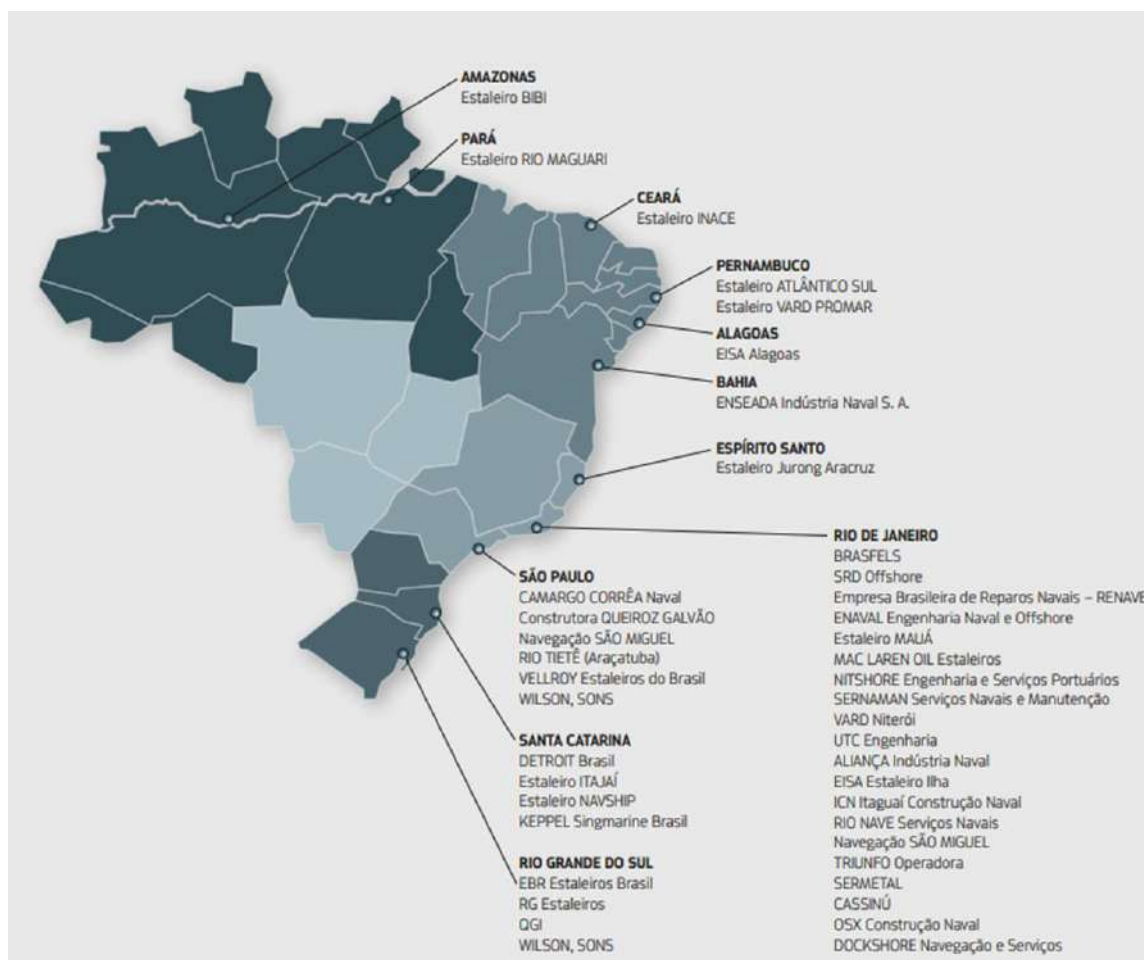 AMAZONAS
Estaleiro BIBI
PARÁ
Estaleiro RIO MAGUARI
CEARÁ
Estaleiro INACE
PERNAMBUCO
Estaleiro ATLÂNTICO SUL
Estaleiro VARD PROMAR
ALAGOAS
EISA Alagoas
BAHIA
ENSEADA Indústria Naval S. A.
ESPÍRITO SANTO
Estaleiro Jurong Aracruz
RIO DE JANEIRO
BRASFELS
SRD Offshore
Empresa Brasileira de Reparos Navais – RENAVE
ENAVAL Engenharia Naval e Offshore
Estaleiro MAUÁ
MAC LAREN OIL Estaleiros
NITSHORE Engenharia e Serviços Portuários
SERNAMAN Serviços Navais e Manutenção
VARD Niterói
UTC Engenharia
ALIANÇA Indústria Naval
EISA Estaleiro Ilha
ICN Itaguaí Construção Naval
RIO NAVE Serviços Navais
Navegação SÃO MIGUEL
TRIUNFO Operadora
SERMETAL
CASSINÚ
OSX Construção Naval
DOCKSHORE Navegação e Serviços
SÃO PAULO
CAMARGO CORRÊA Naval
Construtora QUEIROZ GALVÃO
Navegação SÃO MIGUEL
RIO TIETÊ (Araçatuba)
VELLROY Estaleiros do Brasil
WILSON, SONS
SANTA CATARINA
DETROIT Brasil
Estaleiro ITAJAÍ
Estaleiro NAVSHIP
KEPPEL Singmarine Brasil
RIO GRANDE DO SUL
EBR Estaleiros Brasil
RG Estaleiros
QGI
WILSON, SONS